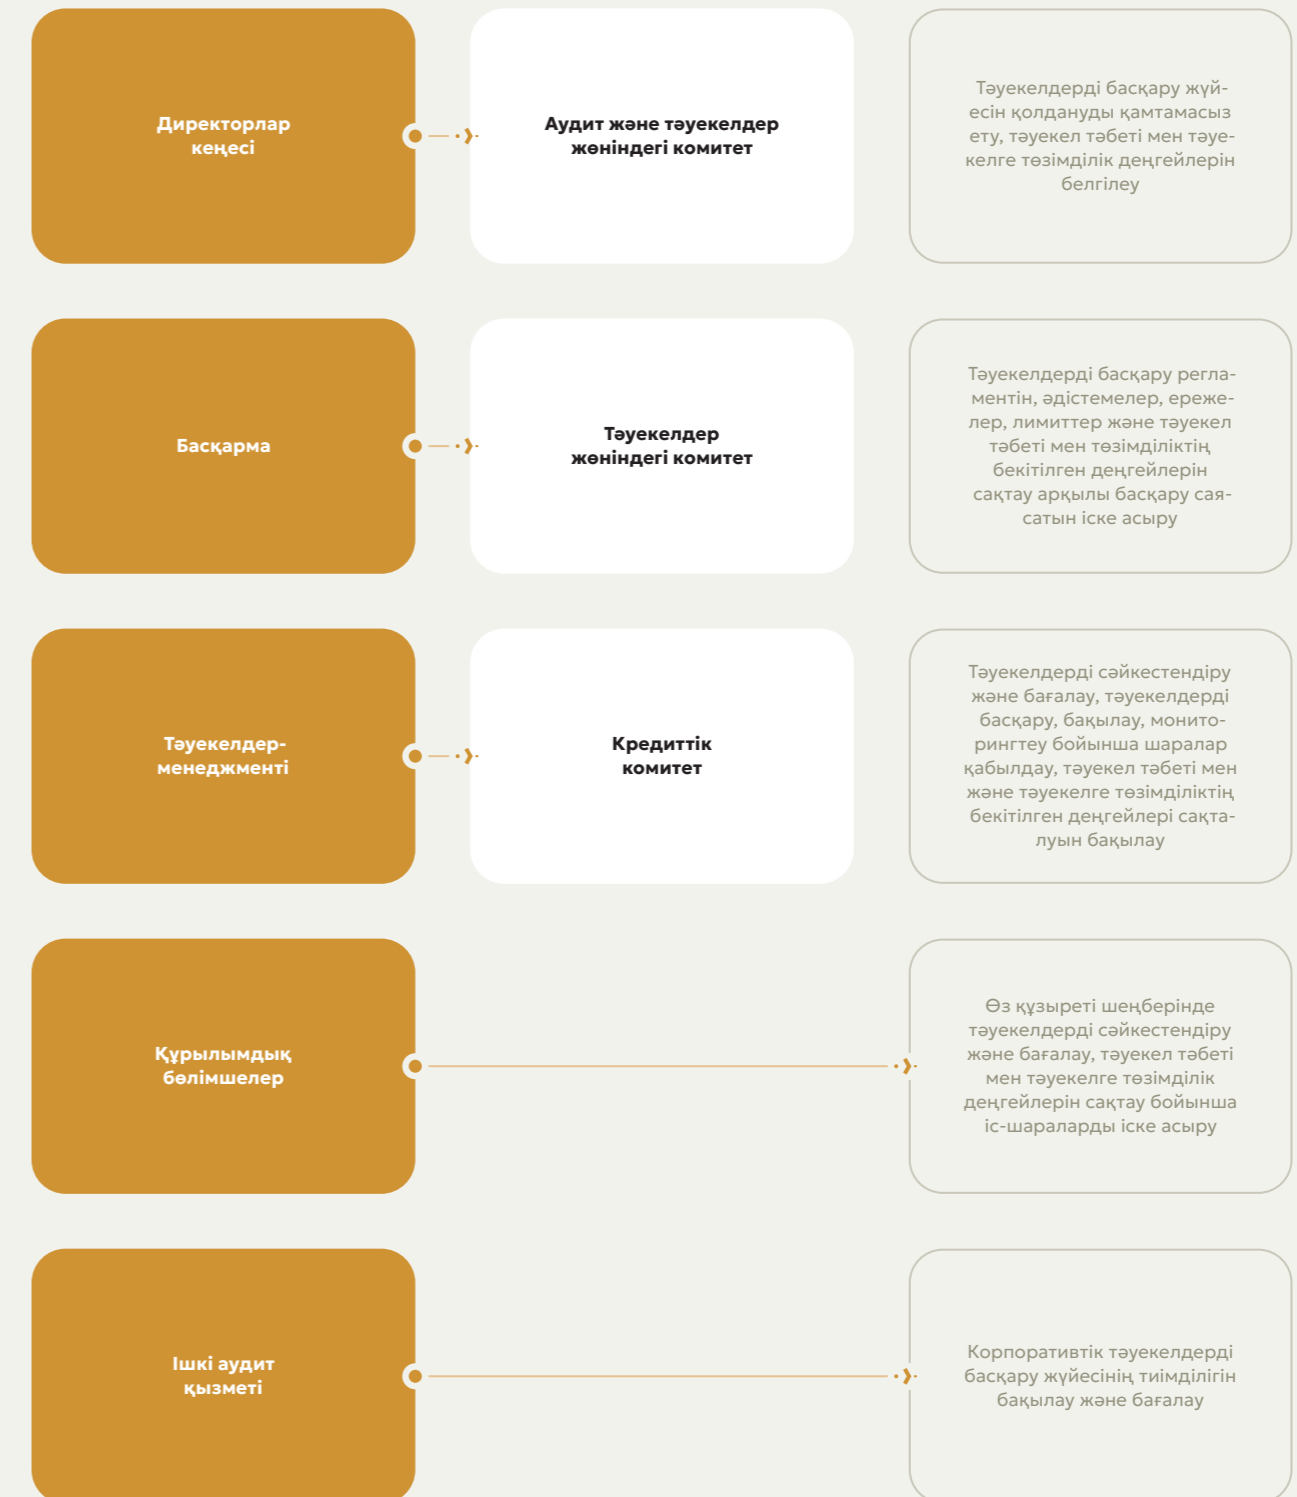 Директорлар
кеңесі
Аудит және тәуекелдер
жөніндегі комитет
Тәуекелдерді басқару жүй-
есін қолдануды қамтамасыз
ету, тәуекел тәбеті мен тәуе-
келге төзімділік деңгейлерін
белгілеу
Басқарма
Тәуекелдер
жөніндегі комитет
Тәуекелдерді басқару регла-
ментін, әдістемелер, ереже-
лер, лимиттер және тәуекел
тәбеті мен төзімділіктің
бекітілген деңгейлерін
сақтау арқылы басқару сая-
сатын іске асыру
Тәуекелдер-
менеджменті
Кредиттік
комитет
Тәуекелдерді сәйкестендіру
және бағалау, тәуекелдерді
басқару, бақылау, монито-
рингтеу бойынша шаралар
қабылдау, тәуекел тәбеті мен
және тәуекелге төзімділіктің
бекітілген деңгейлері сақта-
луын бақылау
Құрылымдық
бөлімшелер
Өз құзыреті шеңберінде
тәуекелдерді сәйкестендіру
және бағалау, тәуекел тәбеті
мен тәуекелге төзімділік
деңгейлерін сақтау бойынша
іс-шараларды іске асыру
Ішкі аудит
қызметі
Корпоративтік тәуекелдерді
басқару жүйесінің тиімділігін
бақылау және бағалау